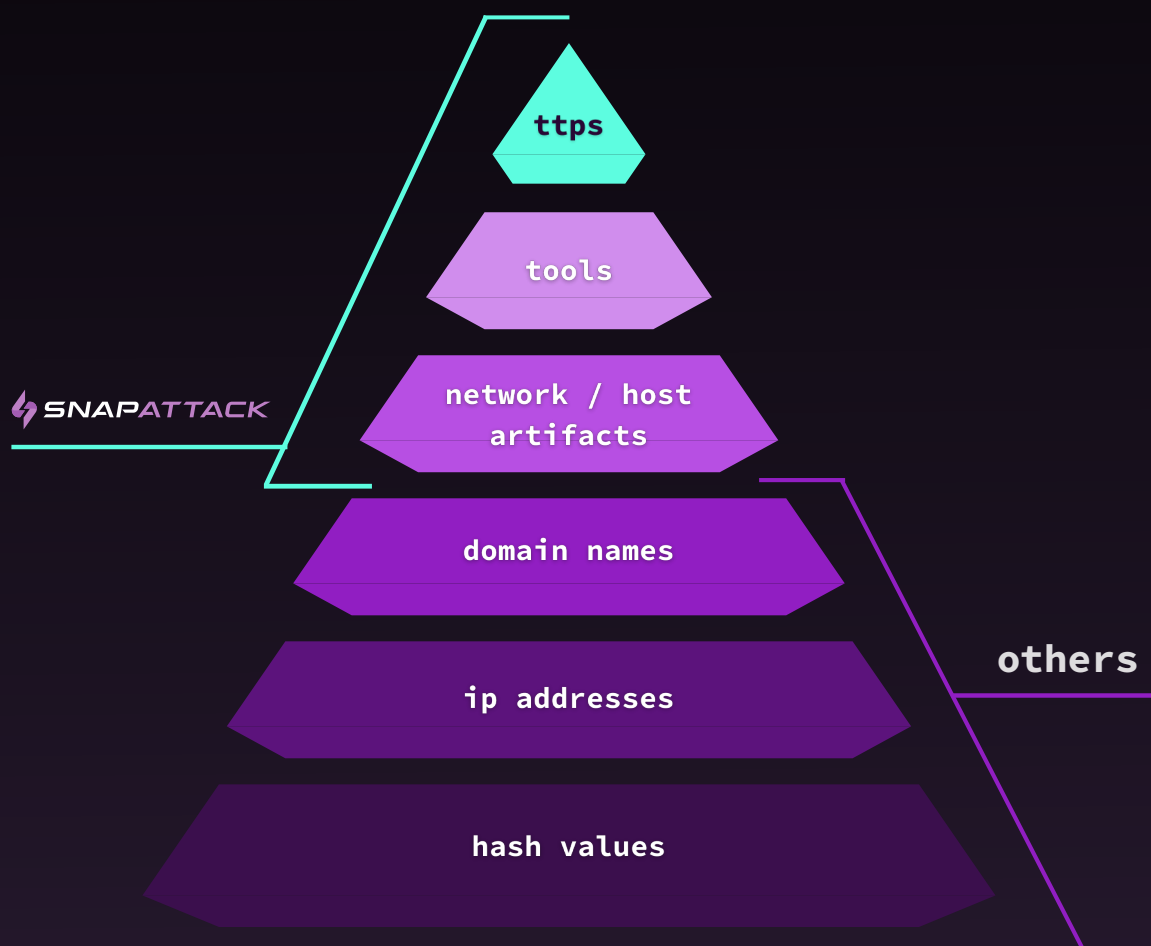 ttps
tools
network / host
artifacts
SNAPATTACK
domain names
others
ip addresses
hash values